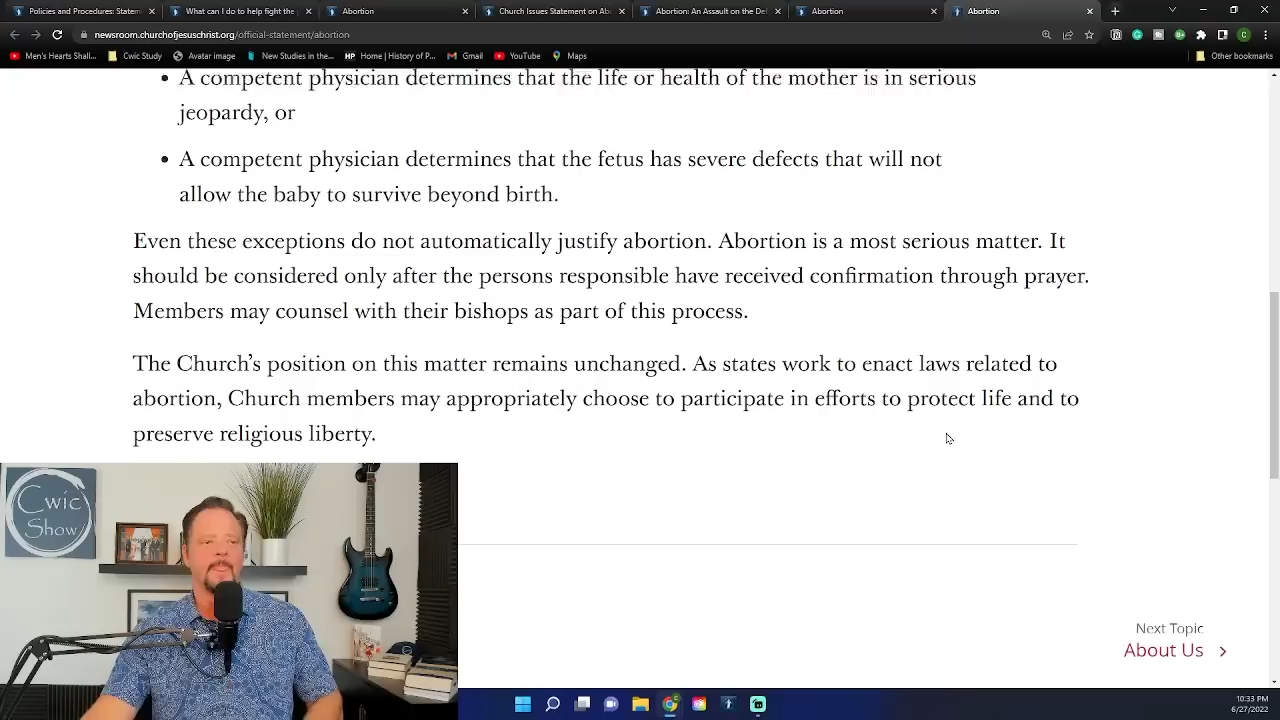 Policies and Procedures: Statem
What can I do to help fight the
Abortion
Church Issues Statement on Ab
Abortion: An Assault on the Def
Abortion
Abortion
newsroom.churchofjesuschrist.org/official-statement/abortion
Men's Hearts Shall...
Cwic Study
Avatar image
New Studies in the...
HP Home | History of P...
Gmail
YouTube
Maps
Other bookmarks
• A competent physician determines that the life or health of the mother is in serious
jeopardy, or
• A competent physician determines that the fetus has severe defects that will not
allow the baby to survive beyond birth.
Even these exceptions do not automatically justify abortion. Abortion is a most serious matter. It
should be considered only after the persons responsible have received confirmation through prayer.
Members may counsel with their bishops as part of this process.
The Church’s position on this matter remains unchanged. As states work to enact laws related to
abortion, Church members may appropriately choose to participate in efforts to protect life and to
preserve religious liberty.
Cwic
Show
Next Topic
About Us
10:33 PM
6/27/2022